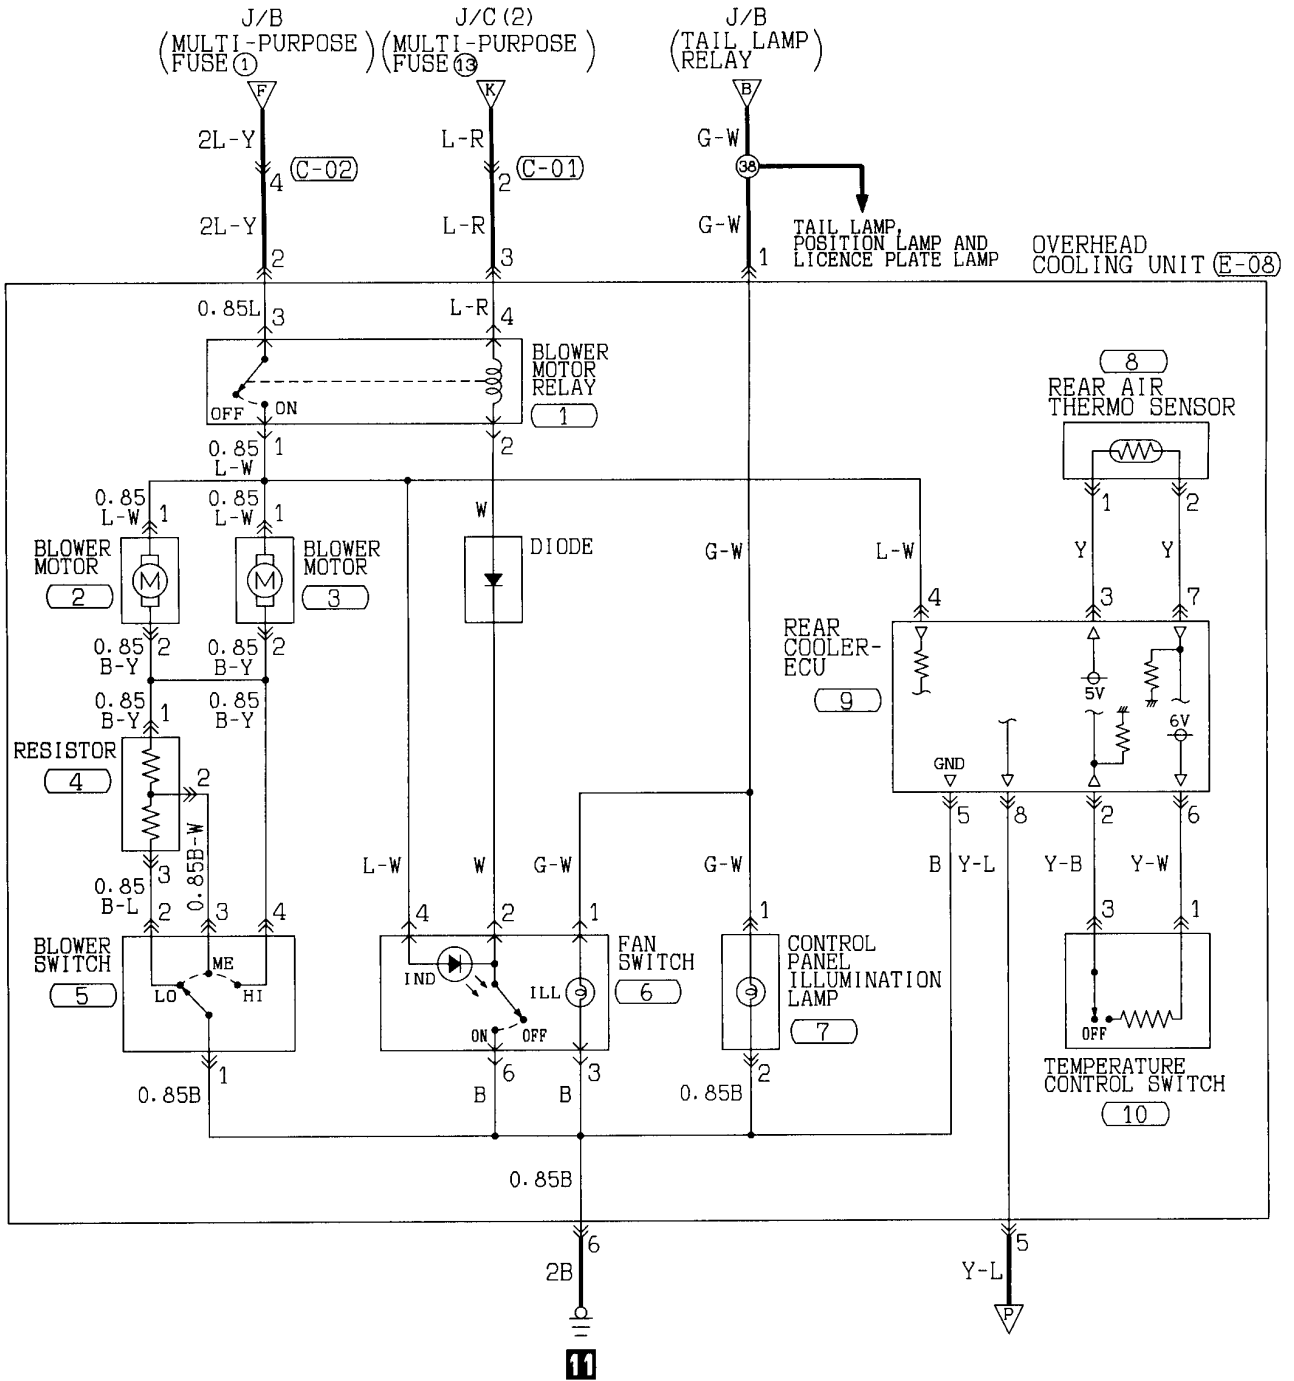 J/B
(MULTI-PURPOSE
FUSE①)
J/C(2)
(MULTI-PURPOSE
FUSE⑬)
J/B
(TAIL LAMP
RELAY)
F
K
B
2L-Y
L-R
G-W
C-02
C-01
38
4
2
2L-Y
L-R
G-W
TAIL LAMP,
POSITION LAMP AND
LICENCE PLATE LAMP
OVERHEAD
COOLING UNIT E-08
2
3
1
0.85L
3
L-R
4
BLOWER
MOTOR
RELAY
1
OFF
ON
8
REAR AIR
THERMO SENSOR
0.85
L-W
1
2
1
2
0.85
L-W
1
0.85
L-W
1
W
BLOWER
MOTOR
2
M
M
BLOWER
MOTOR
3
DIODE
G-W
L-W
Y
Y
4
3
7
REAR
COOLER-
ECU
9
5V
6V
GND
0.85
B-Y
2
0.85
B-Y
2
0.85
B-Y
1
0.85
B-Y
RESISTOR
4
2
5
8
2
6
3
0.85B-W
0.85
B-L
L-W
W
G-W
G-W
B
Y-L
Y-B
Y-W
2
3
4
4
2
1
1
3
1
BLOWER
SWITCH
5
LO
ME
HI
IND
ILL
ON
OFF
FAN
SWITCH
6
CONTROL
PANEL
ILLUMINATION
LAMP
7
OFF
1
6
3
2
0.85B
B
B
0.85B
TEMPERATURE
CONTROL SWITCH
10
0.85B
6
5
2B
Y-L
P
11